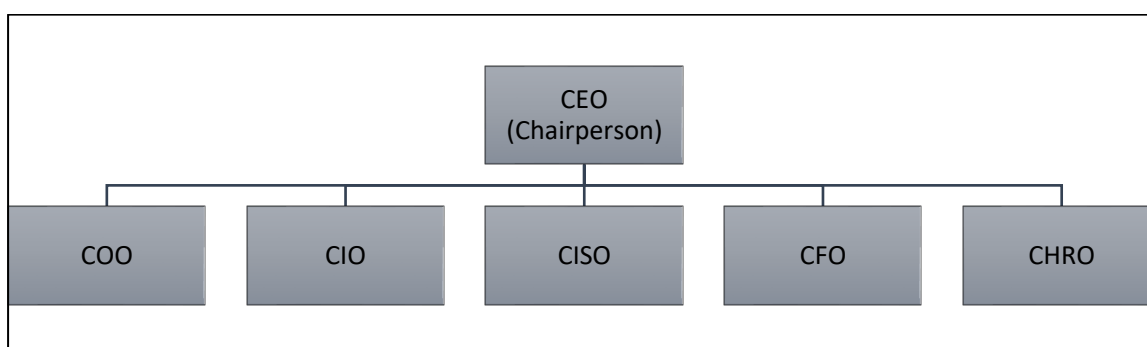 CEO
(Chairperson)
COO
CIO
CISO
CFO
CHRO